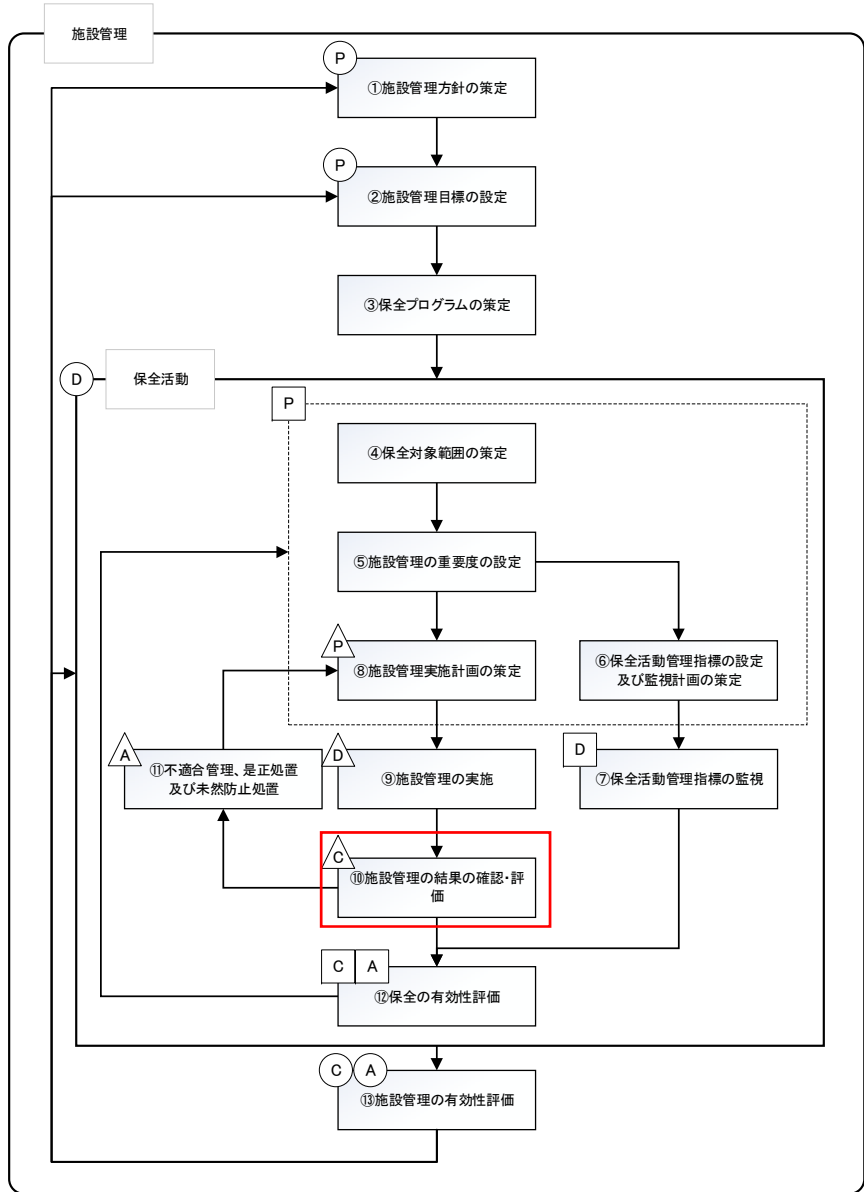 施設管理
P
①施設管理方針の策定
P
②施設管理目標の設定
③保全プログラムの策定
D
保全活動
P
④保全対象範囲の策定
⑤施設管理の重要度の設定
P
⑧施設管理実施計画の策定
⑥保全活動管理指標の設定
及び監視計画の策定
A
⑪不適合管理、是正処置
及び未然防止処置
D
⑨施設管理の実施
D
⑦保全活動管理指標の監視
C
⑩施設管理の結果の確認・評
価
C A
⑫保全の有効性評価
C A
⑬施設管理の有効性評価